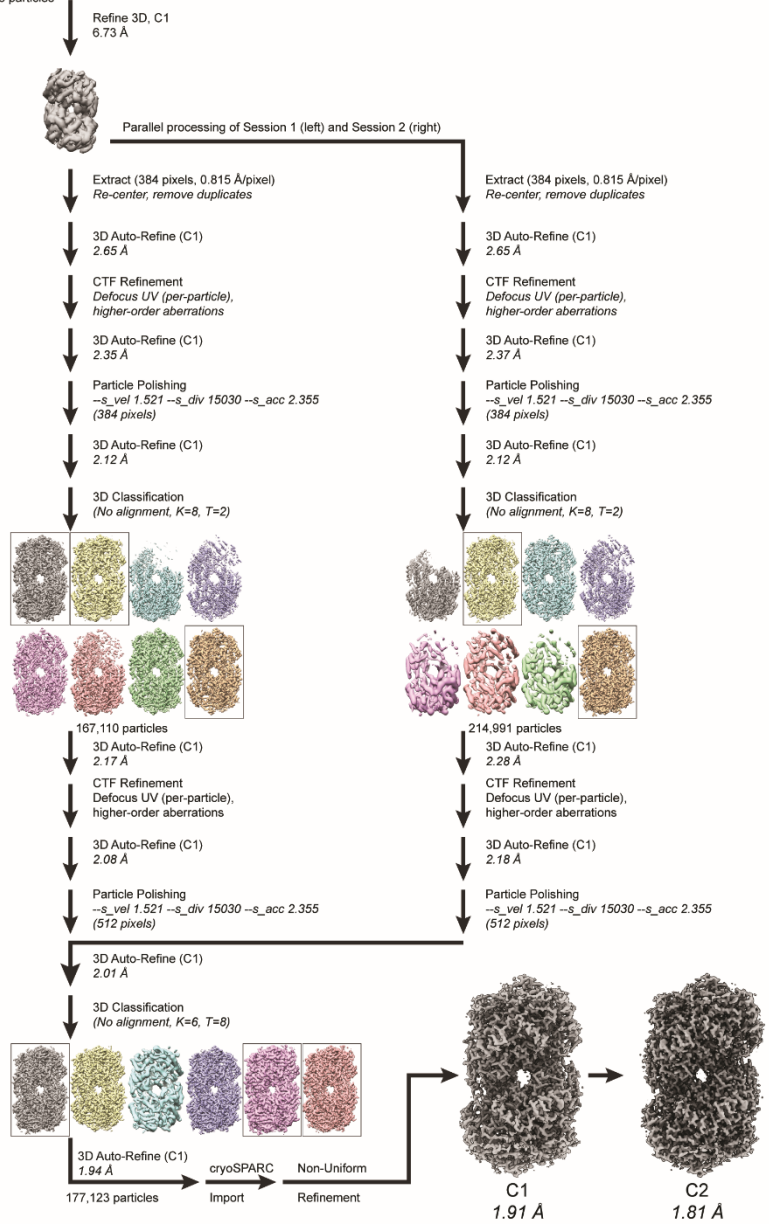 particles
Refine 3D, C1
6.73 Å
Parallel processing of Session 1 (left) and Session 2 (right)
Extract (384 pixels, 0.815 Å/pixel)
Re-center, remove duplicates
3D Auto-Refine (C1)
2.65 Å
CTF Refinement
Defocus UV (per-particle),
higher-order aberrations
3D Auto-Refine (C1)
2.35 Å
Particle Polishing
--s_vel 1.521 --s_div 15030 --s_acc 2.355
(384 pixels)
3D Auto-Refine (C1)
2.12 Å
3D Classification
(No alignment, K=8, T=2)
167,110 particles
3D Auto-Refine (C1)
2.17 Å
CTF Refinement
Defocus UV (per-particle),
higher-order aberrations
3D Auto-Refine (C1)
2.08 Å
Particle Polishing
--s_vel 1.521 --s_div 15030 --s_acc 2.355
(512 pixels)
Extract (384 pixels, 0.815 Å/pixel)
Re-center, remove duplicates
3D Auto-Refine (C1)
2.65 Å
CTF Refinement
Defocus UV (per-particle),
higher-order aberrations
3D Auto-Refine (C1)
2.37 Å
Particle Polishing
--s_vel 1.521 --s_div 15030 --s_acc 2.355
(384 pixels)
3D Auto-Refine (C1)
2.12 Å
3D Classification
(No alignment, K=8, T=2)
214,991 particles
3D Auto-Refine (C1)
2.28 Å
CTF Refinement
Defocus UV (per-particle),
higher-order aberrations
3D Auto-Refine (C1)
2.18 Å
Particle Polishing
--s_vel 1.521 --s_div 15030 --s_acc 2.355
(512 pixels)
3D Auto-Refine (C1)
2.01 Å
3D Classification
(No alignment, K=6, T=8)
3D Auto-Refine (C1)
1.94 Å
177,123 particles
cryoSPARC
Import
Non-Uniform
Refinement
C1
1.91 Å
C2
1.81 Å